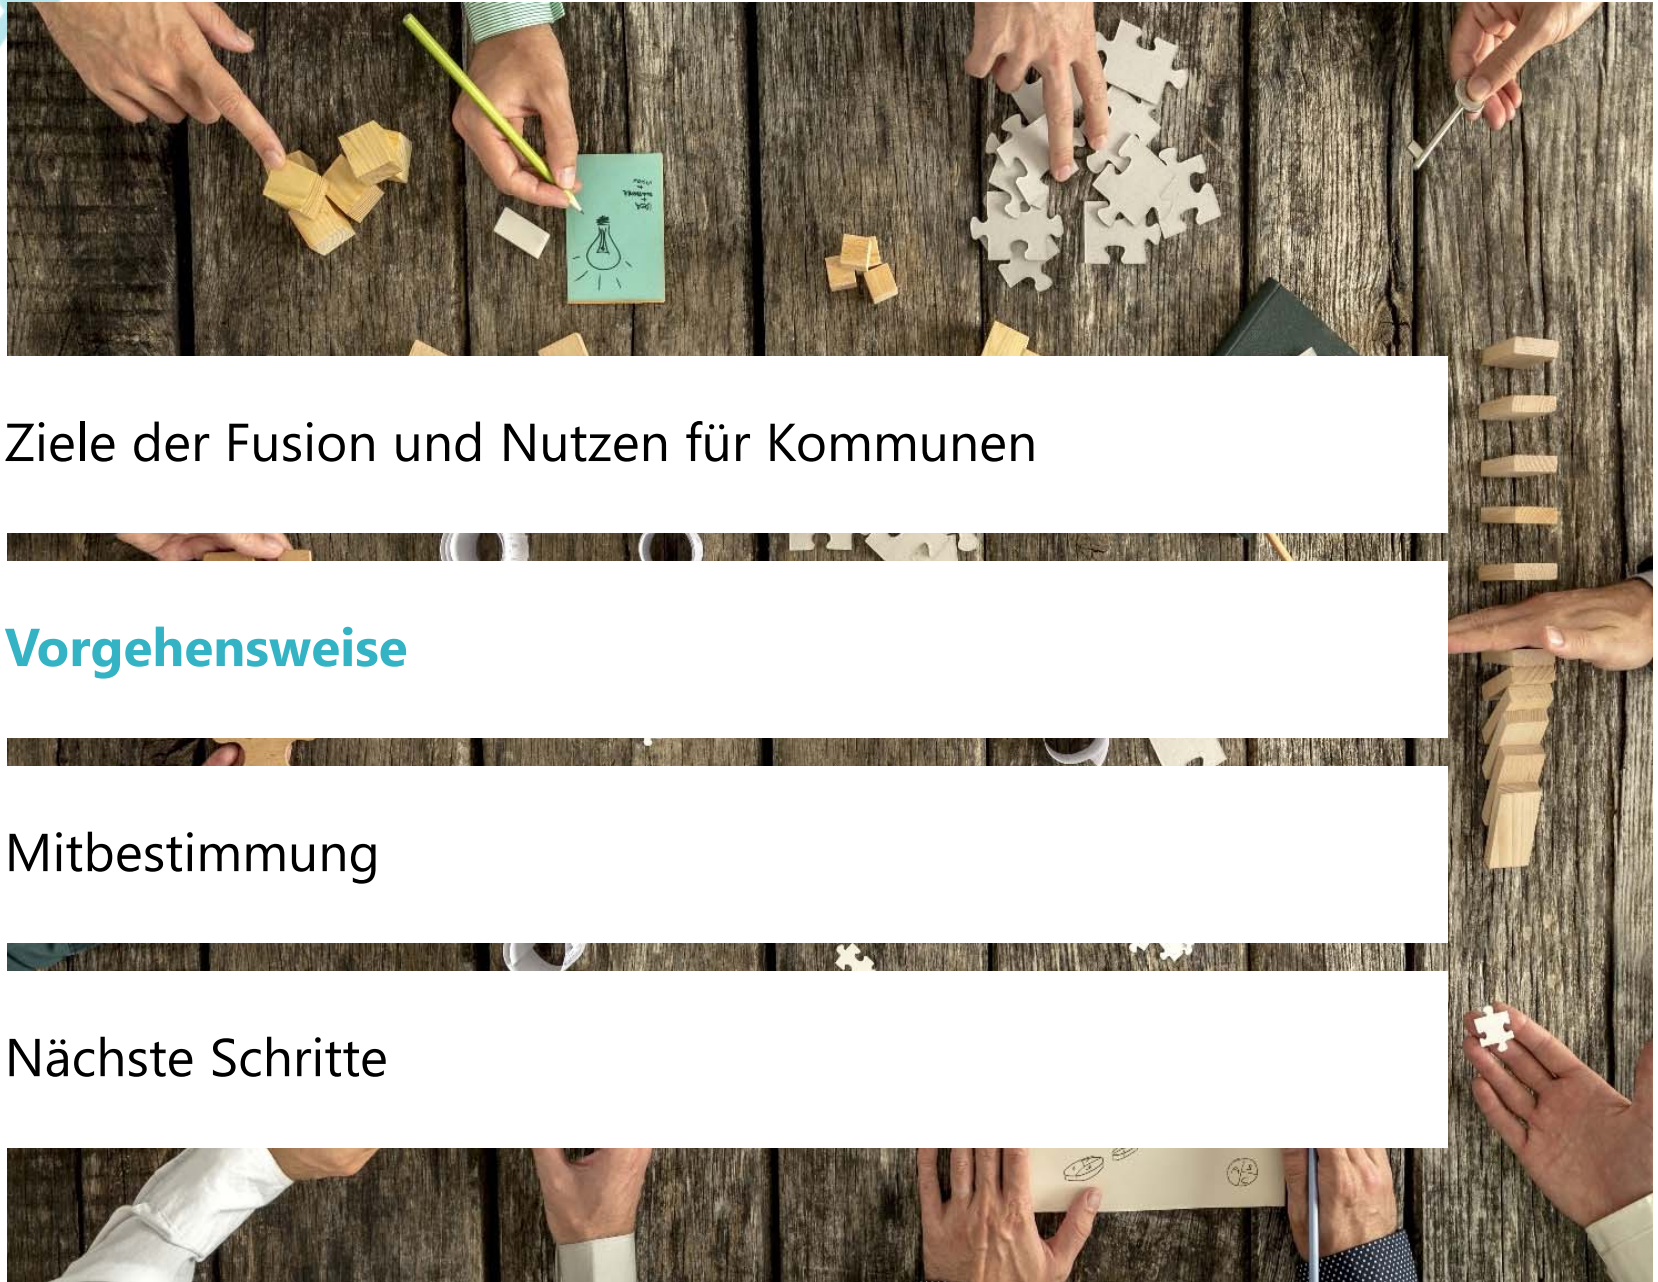 Ziele der Fusion und Nutzen für Kommunen
Vorgehensweise
Mitbestimmung
Nächste Schritte